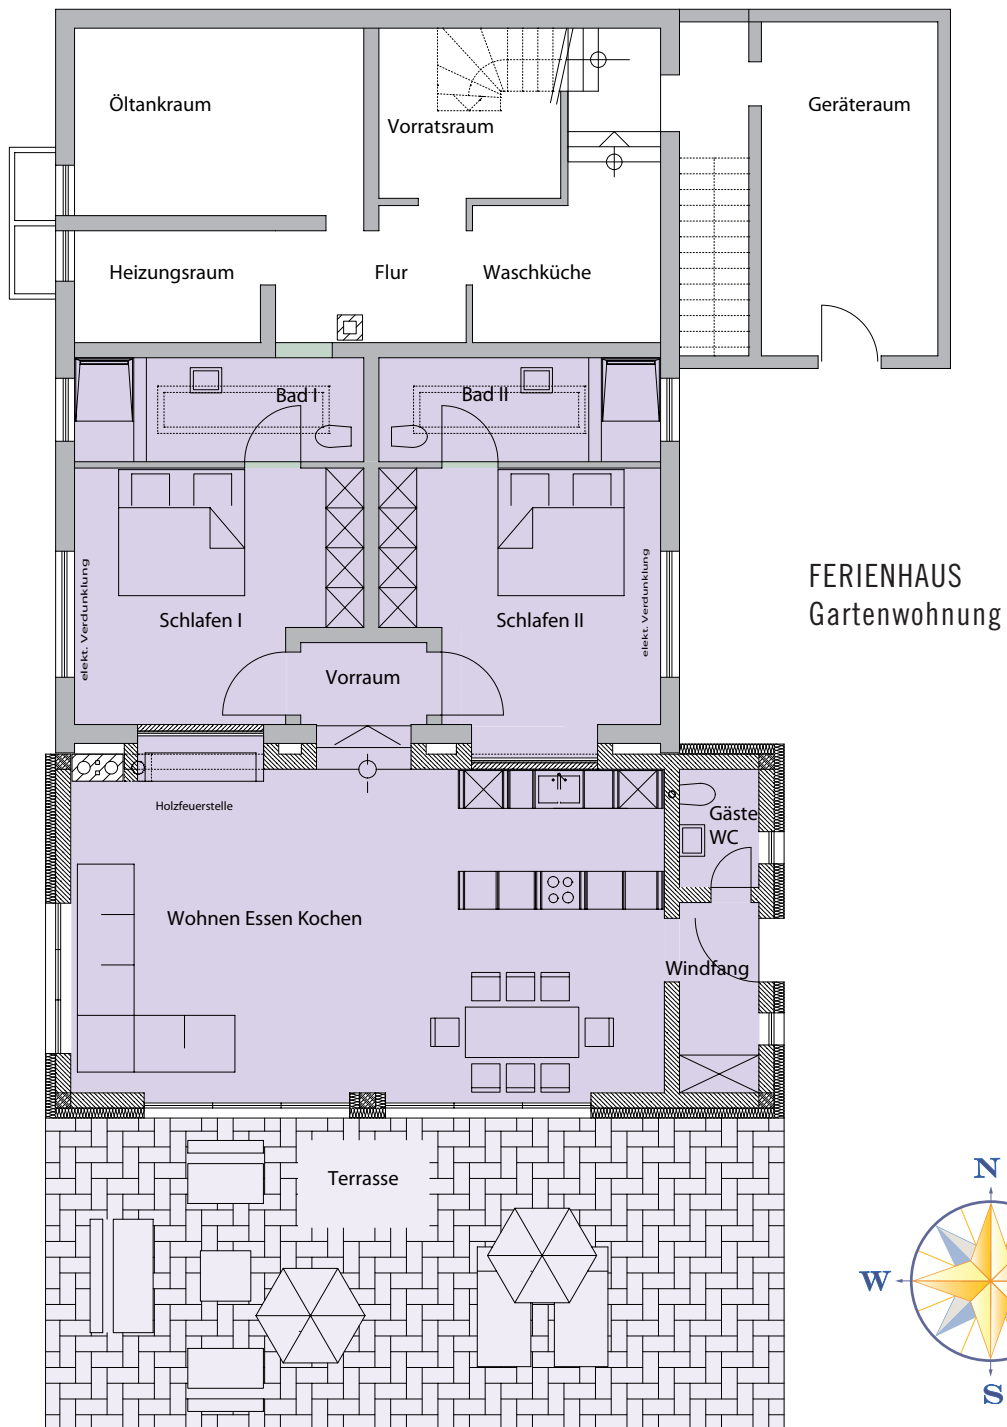 Öltankraum
Vorratsraum
Geräteraum
Heizungsraum
Flur
Waschküche
Bad I
Bad II
elekt. Verdunklung
elekt. Verdunklung
Schlafen I
Schlafen II
FERIENHAUS
Gartenwohnung
Vorraum
Holzfeuerstelle
Gäste
WC
Wohnen Essen Kochen
Windfang
Terrasse
N
W
S